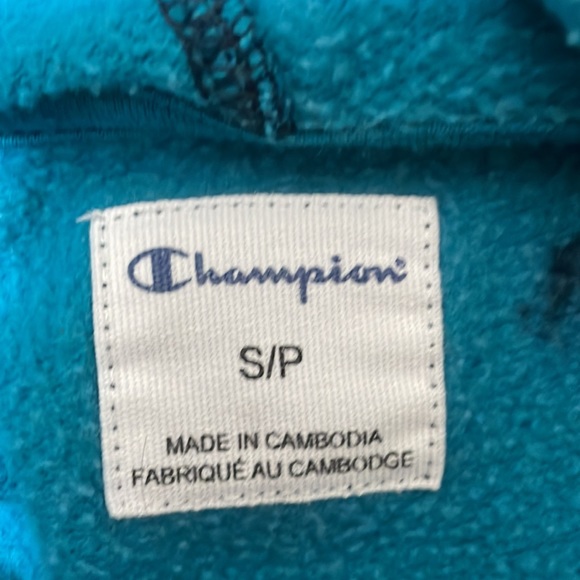 Champion
S/P
MADE IN CAMBODIA
FABRIQUÉ AU CAMBODGE